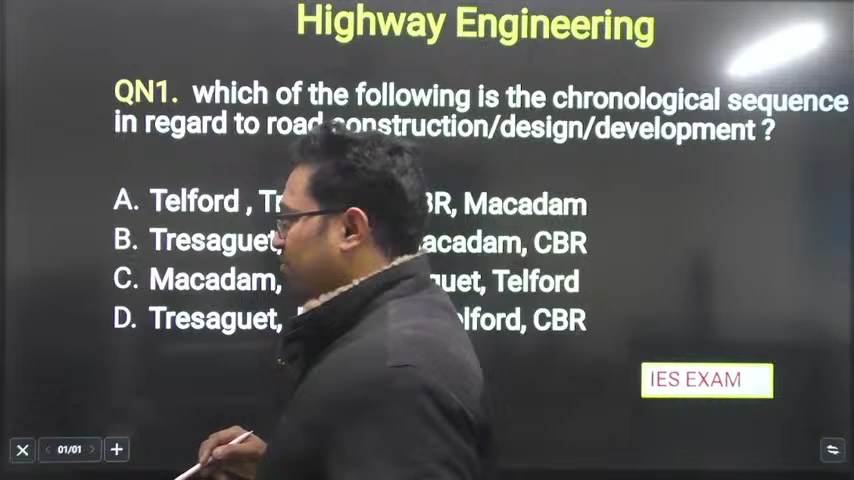 Highway Engineering
QN1. which of the following is the chronological sequence
in regard to road construction/design/development ?
A. Telford , BR, Macadam
B. Tresaguet, acadam, CBR
C. Macadam, guet, Telford
D. Tresaguet, lford, CBR
IES EXAM
01/01